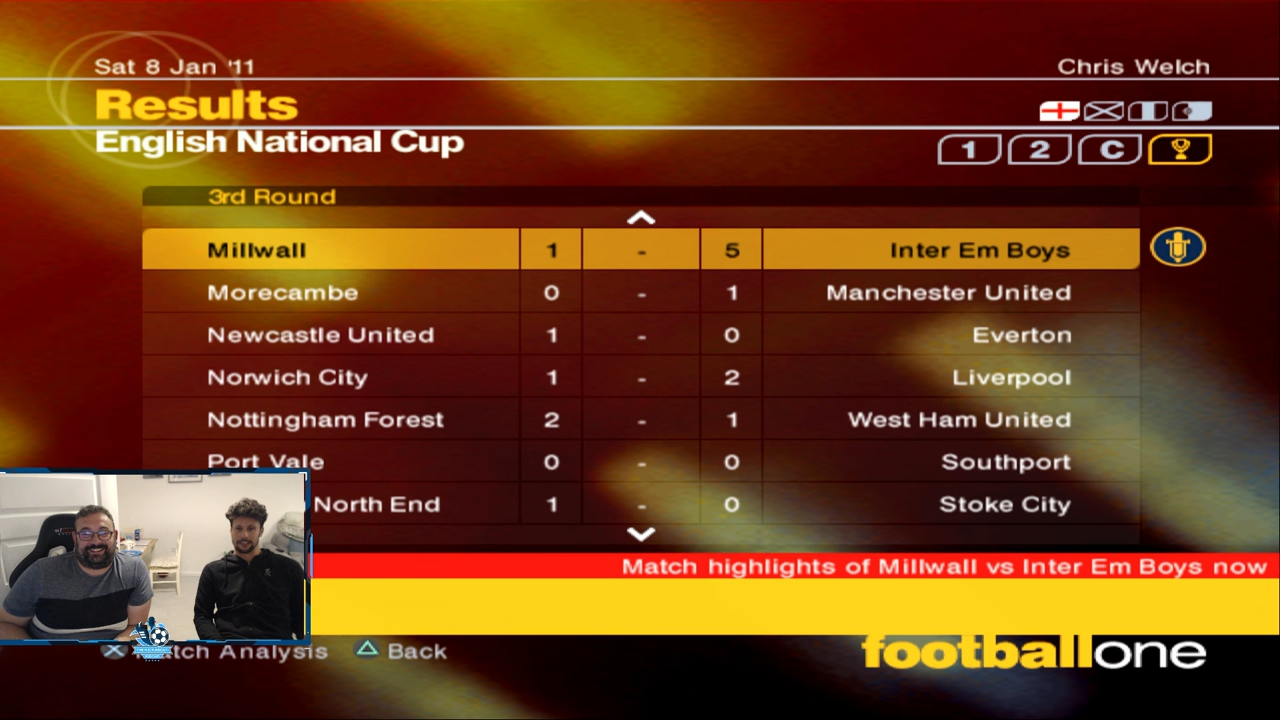 Sat 8 Jan '11
Chris Welch
Results
English National Cup
1 2 C
3rd Round
Millwall 1 - 5 Inter Em Boys
Morecambe 0 - 1 Manchester United
Newcastle United 1 - 0 Everton
Norwich City 1 - 2 Liverpool
Nottingham Forest 2 - 1 West Ham United
Port Vale 0 - 0 Southport
North End 1 - 0 Stoke City
Match highlights of Millwall vs Inter Em Boys now
footballone
Analysis Back